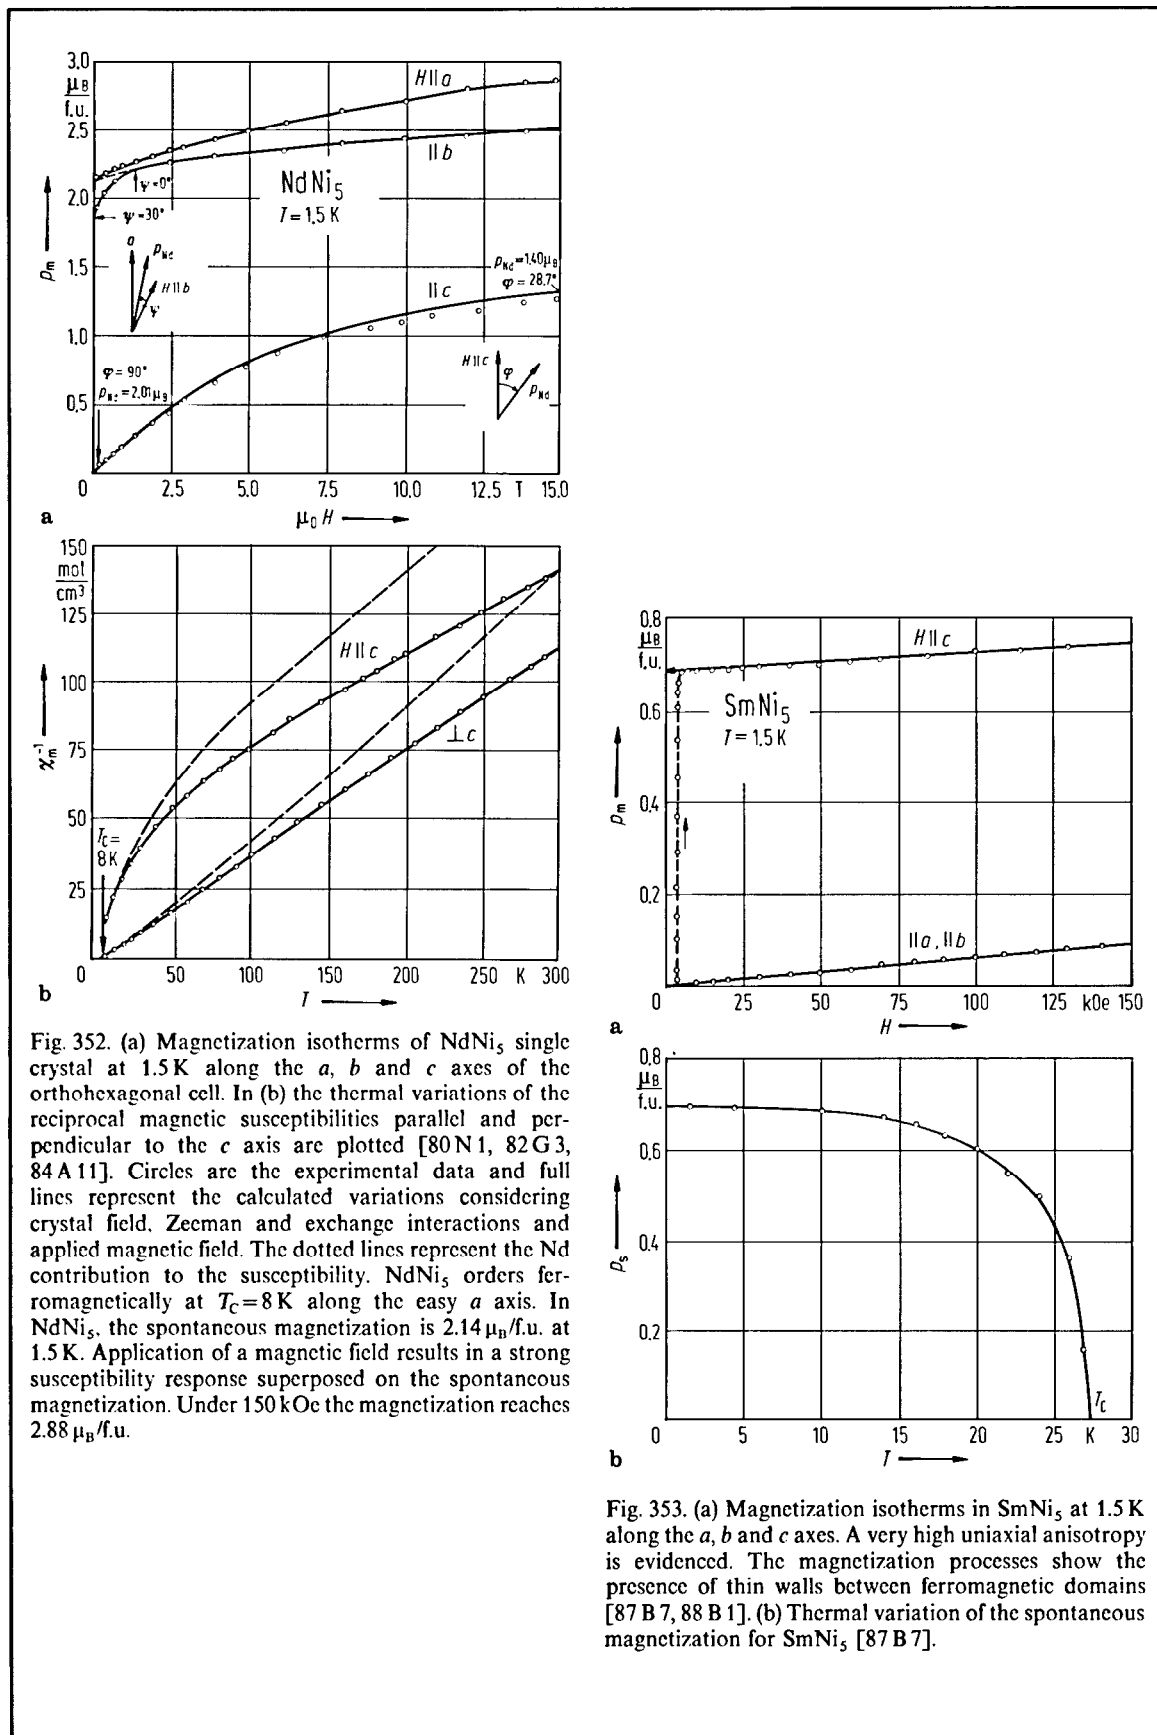 3.0
μB
f.u.
2.5
2.0
1.5
1.0
0.5
0
pm
H∥a
∥b
ψ=0°
ψ=30°
NdNi5
T=1.5 K
a
pNd
H∥b
ψ
pNd=1.40μB
φ=28.7°
∥c
φ=90°
pNd=2.01μB
H∥c
φ
pNd
0 2.5 5.0 7.5 10.0 12.5 T 15.0
a
μ0 H
150
mol
cm3
125
100
75
50
25
χm-1
H∥c
⊥c
TC=
8K
0 50 100 150 200 250 K 300
b
T
Fig. 352. (a) Magnetization isotherms of NdNi5 single
crystal at 1.5 K along the a, b and c axes of the
orthohexagonal cell. In (b) the thermal variations of the
reciprocal magnetic susceptibilities parallel and per-
pendicular to the c axis are plotted [80 N 1, 82 G 3,
84 A 11]. Circles are the experimental data and full
lines represent the calculated variations considering
crystal field, Zeeman and exchange interactions and
applied magnetic field. The dotted lines represent the Nd
contribution to the susceptibility. NdNi5 orders fer-
romagnetically at TC=8 K along the easy a axis. In
NdNi5, the spontaneous magnetization is 2.14 μB/f.u. at
1.5 K. Application of a magnetic field results in a strong
susceptibility response superposed on the spontaneous
magnetization. Under 150 kOe the magnetization reaches
2.88 μB/f.u.
0.8
μB
f.u.
0.6
0.4
0.2
0
pm
H∥c
SmNi5
T=1.5 K
∥a, ∥b
0 25 50 75 100 125 kOe 150
a
H
0.8
μB
f.u.
0.6
0.4
0.2
ps
TC
0 5 10 15 20 25 K 30
b
T
Fig. 353. (a) Magnetization isotherms in SmNi5 at 1.5 K
along the a, b and c axes. A very high uniaxial anisotropy
is evidenced. The magnetization processes show the
presence of thin walls between ferromagnetic domains
[87 B 7, 88 B 1]. (b) Thermal variation of the spontaneous
magnetization for SmNi5 [87 B 7].